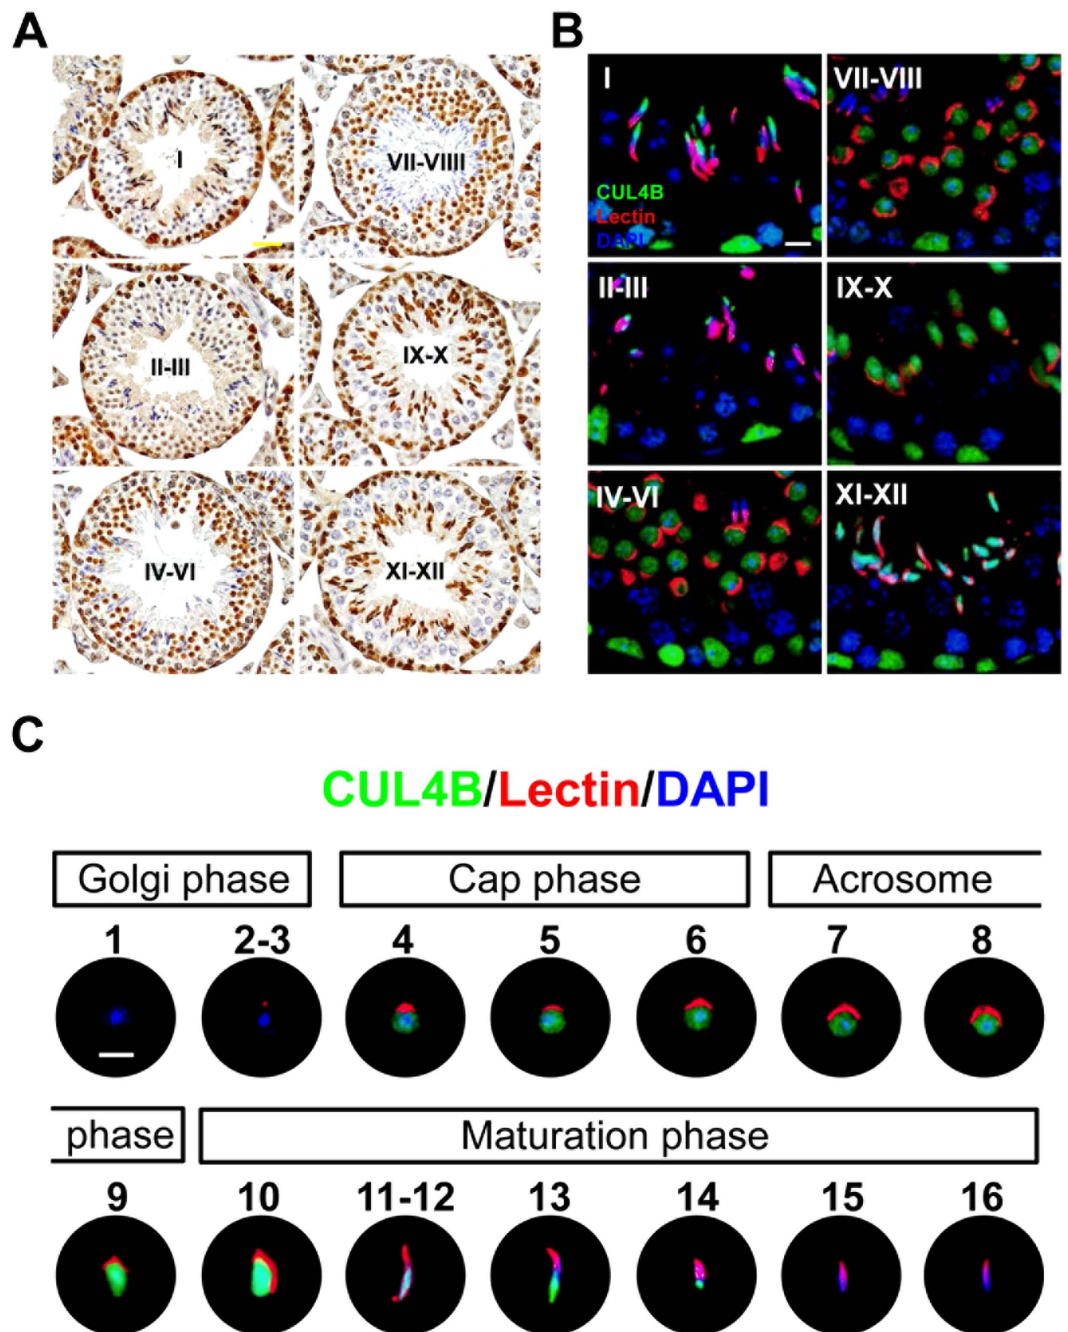 A
B
I
VII-VIIII
II-III
IX-X
IV-VI
XI-XII
I
CUL4B
Lectin
DAPI
VII-VIII
II-III
IX-X
IV-VI
XI-XII
C
CUL4B/Lectin/DAPI
Golgi phase
Cap phase
Acrosome
1
2-3
4
5
6
7
8
phase
Maturation phase
9
10
11-12
13
14
15
16